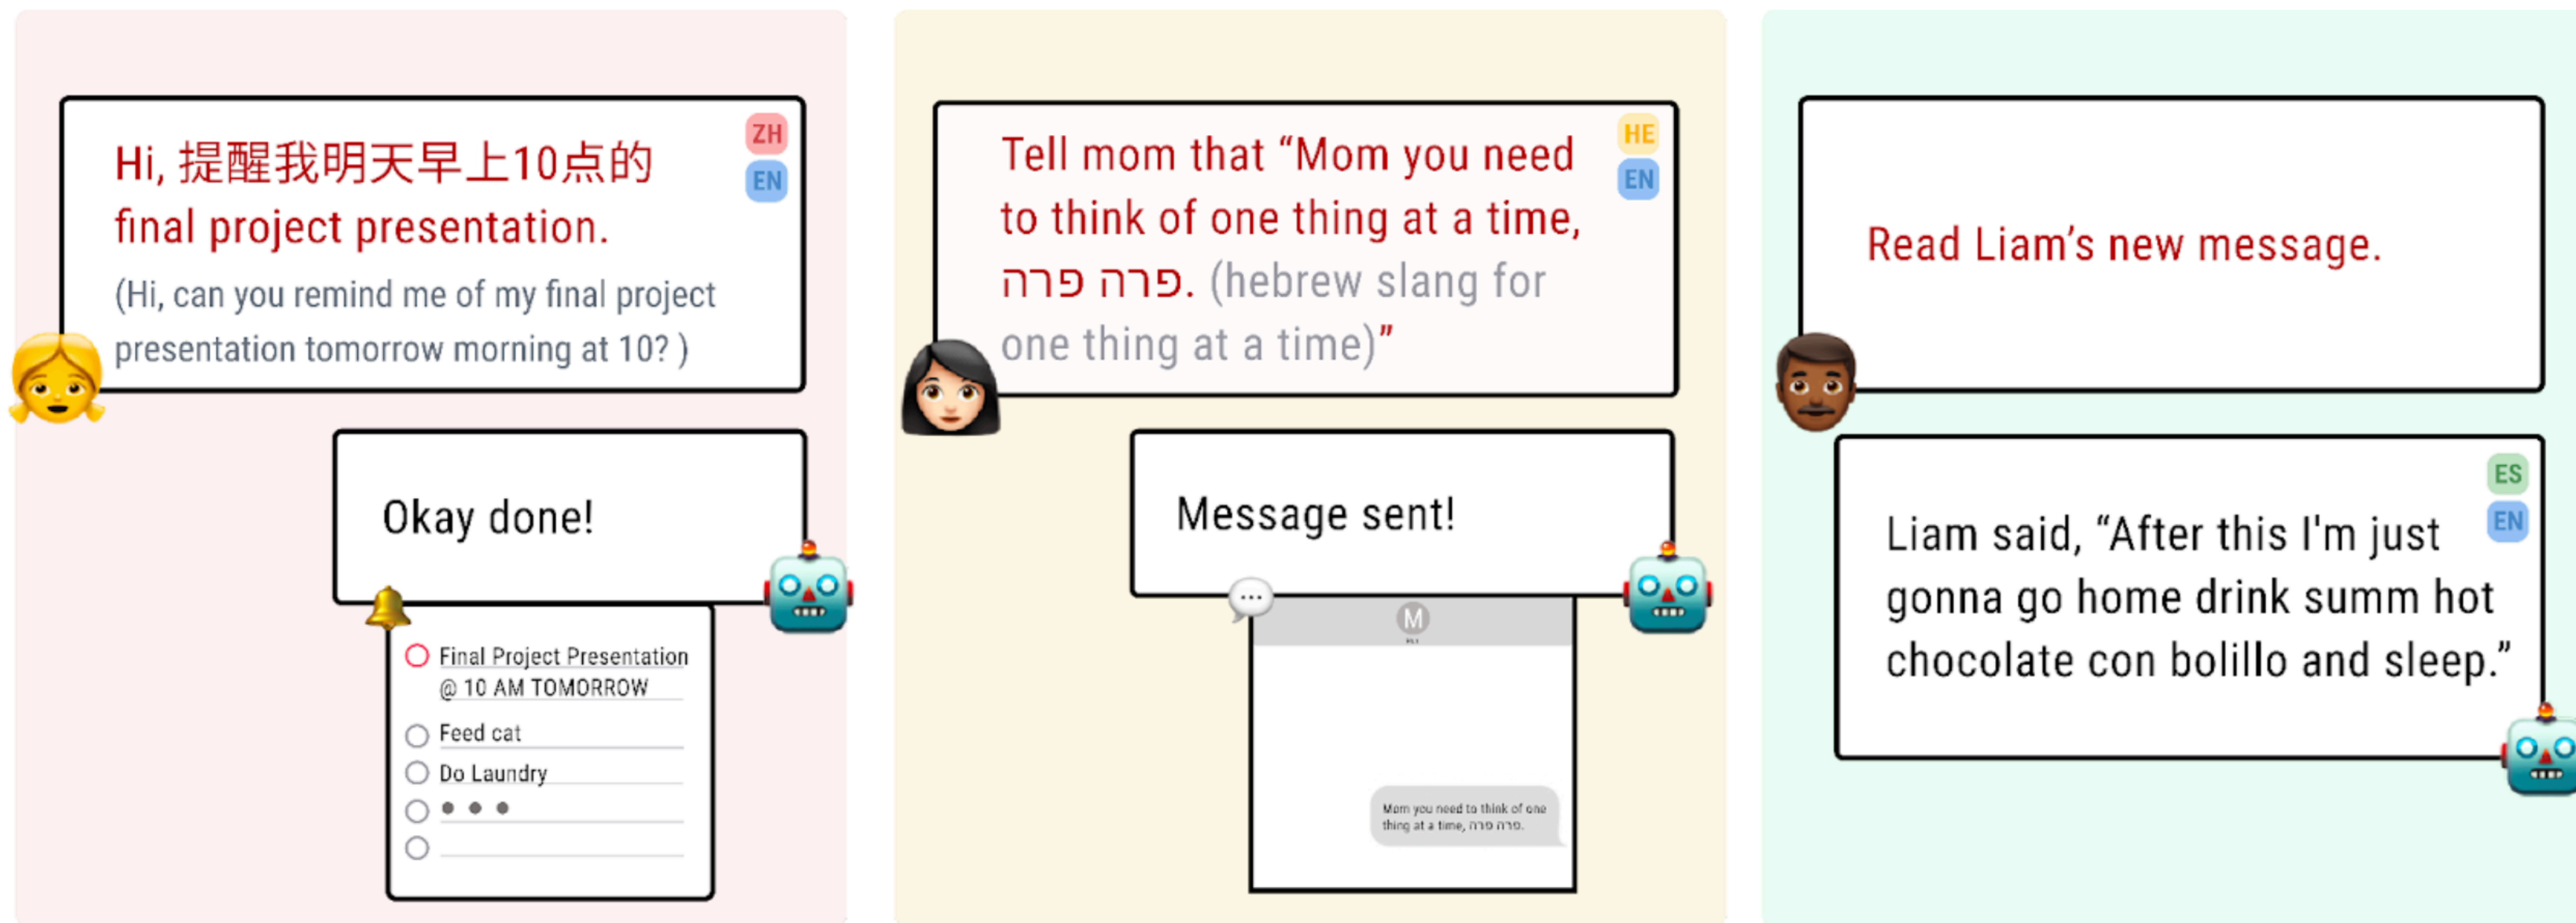 Hi, 提醒我明天早上10点的
final project presentation.
(Hi, can you remind me of my final project
presentation tomorrow morning at 10? )
ZH
EN
Okay done!
Final Project Presentation
@ 10 AM TOMORROW
Feed cat
Do Laundry
Tell mom that “Mom you need
to think of one thing at a time,
פרה פרה. (hebrew slang for
one thing at a time)”
HE
EN
Message sent!
M
Mom you need to think of one
thing at a time, פרה פרה.
Read Liam’s new message.
Liam said, “After this I'm just
gonna go home drink summ hot
chocolate con bolillo and sleep.”
ES
EN